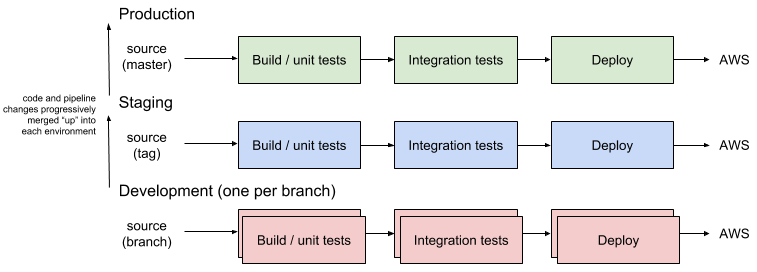 Production
source
(master)
Build / unit tests
Integration tests
Deploy
AWS
code and pipeline
changes progressively
merged “up” into
each environment
Staging
source
(tag)
Build / unit tests
Integration tests
Deploy
AWS
Development (one per branch)
source
(branch)
Build / unit tests
Integration tests
Deploy
AWS